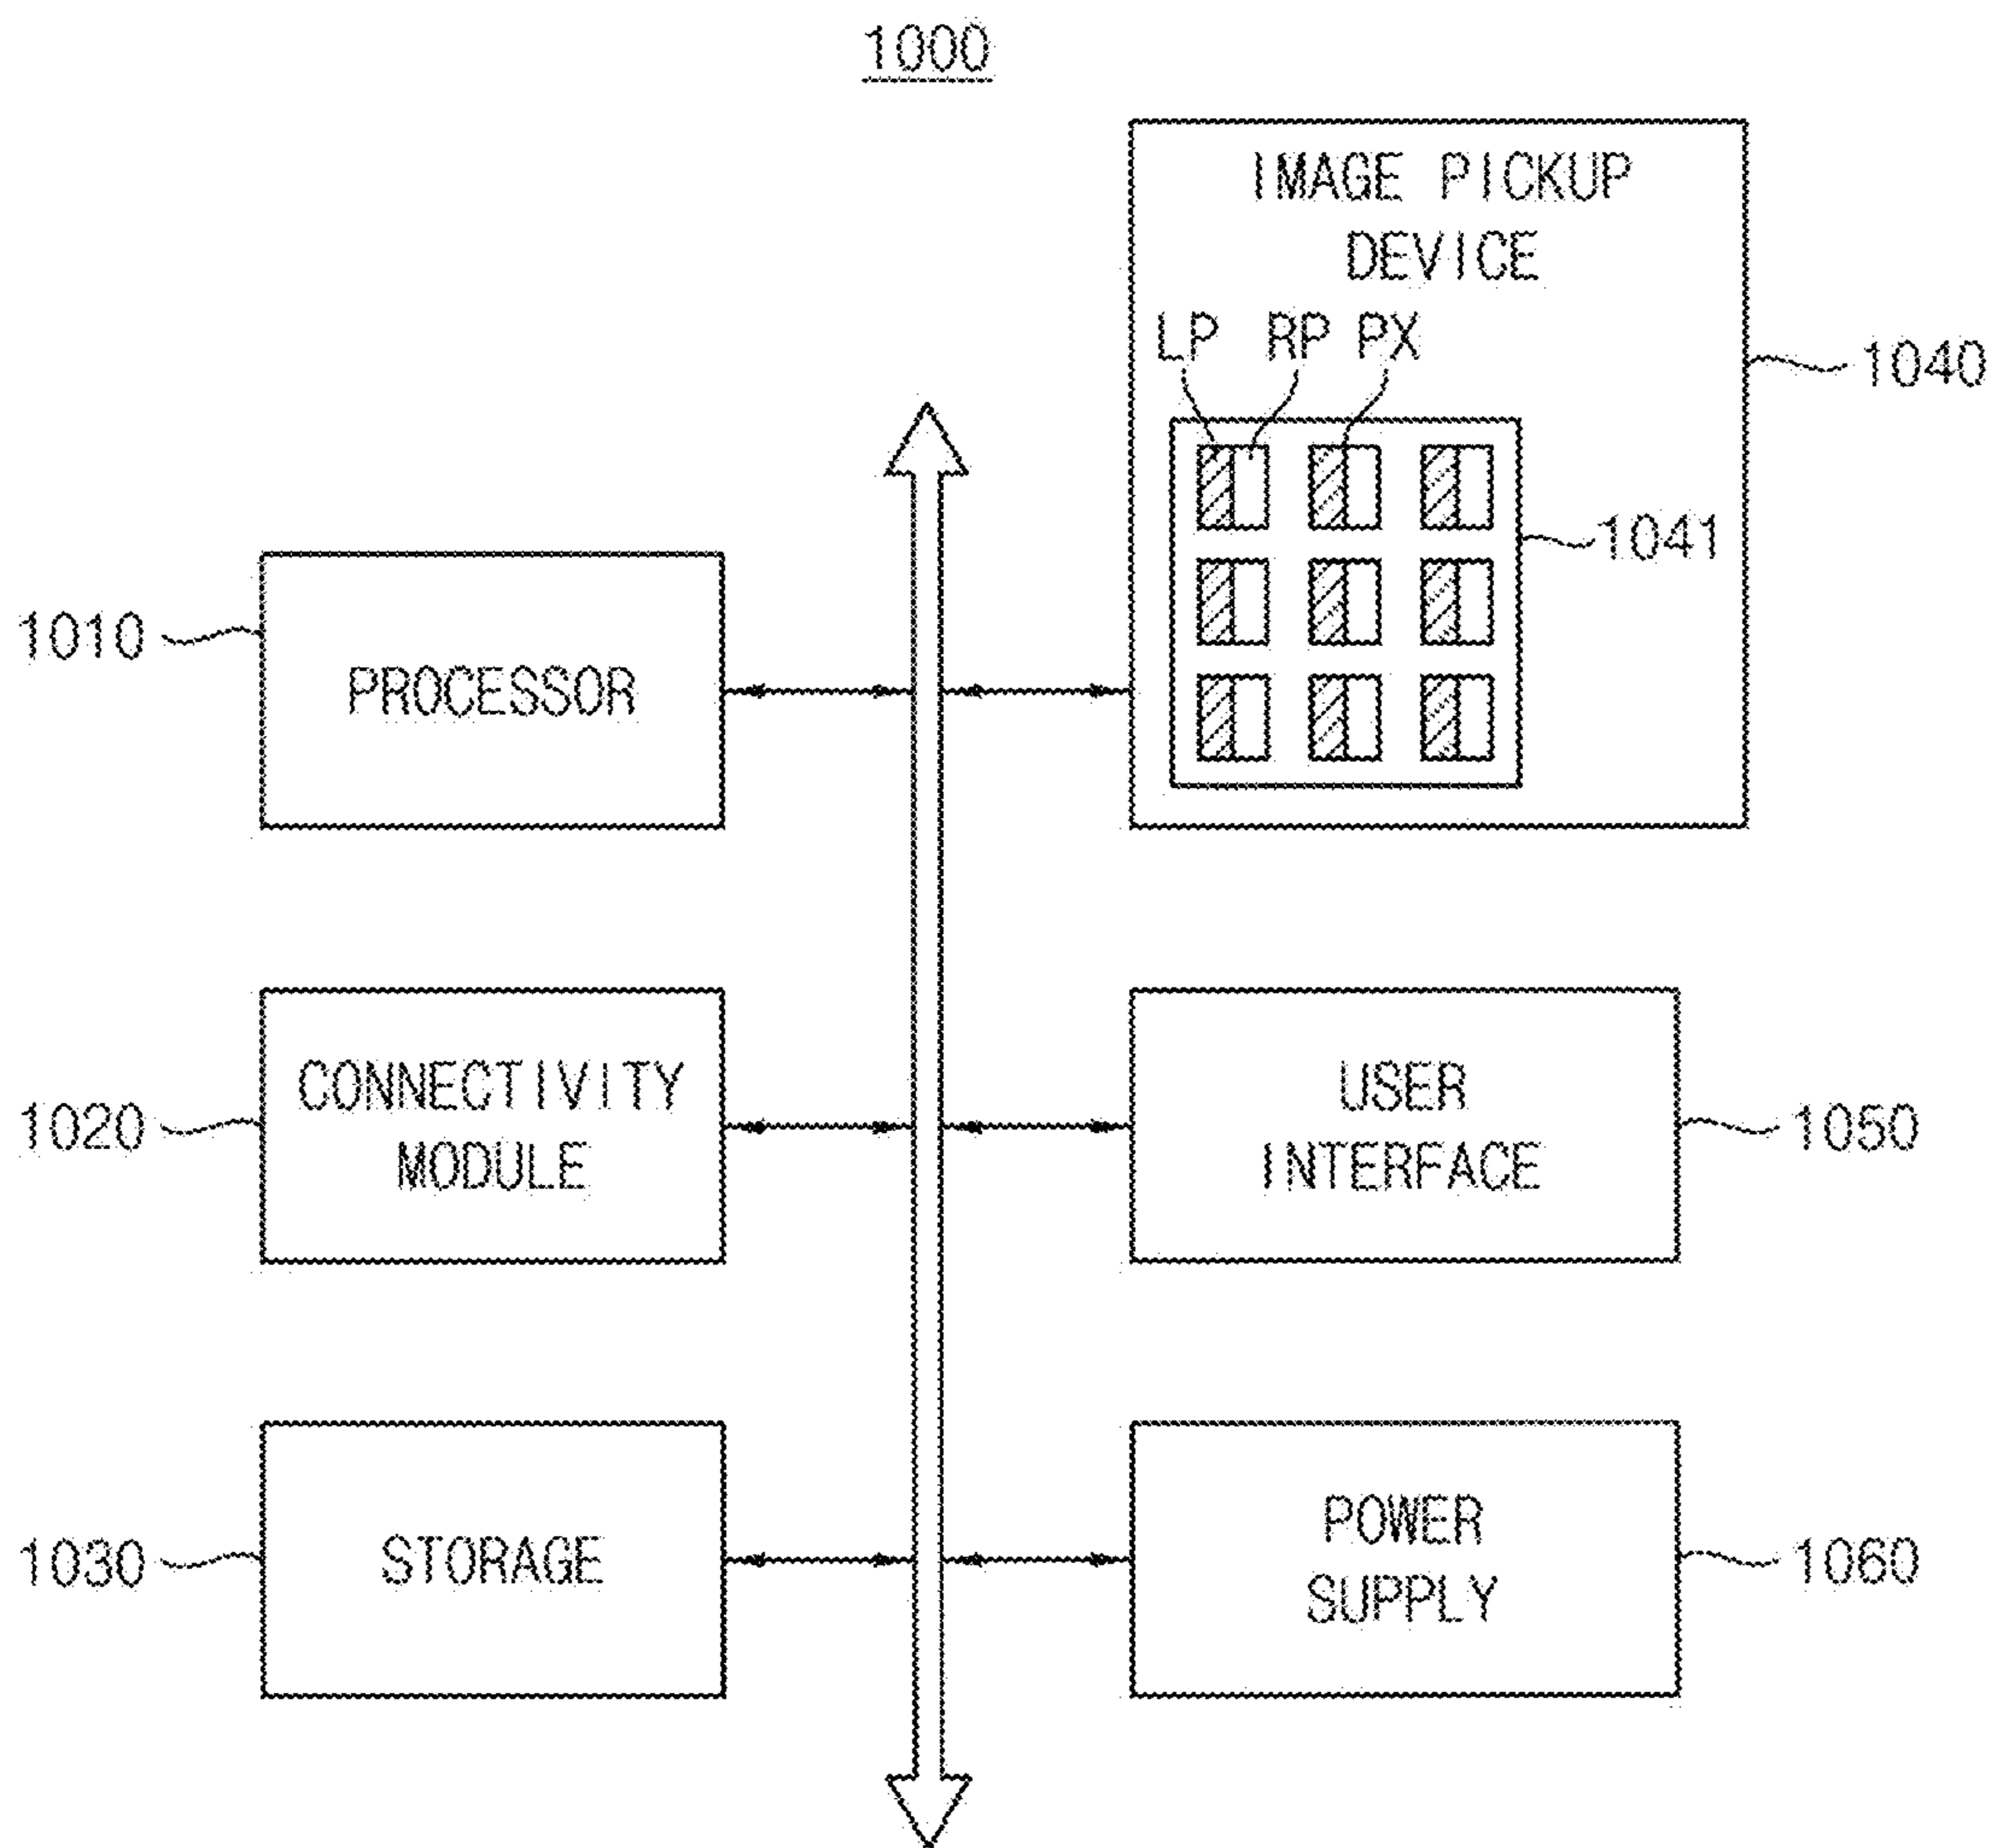 1000
IMAGE PICKUP
DEVICE
LP RP PX
1040
1041
1010
PROCESSOR
1020
CONNECTIVITY
MODULE
USER
INTERFACE
1050
1030
STORAGE
POWER
SUPPLY
1060